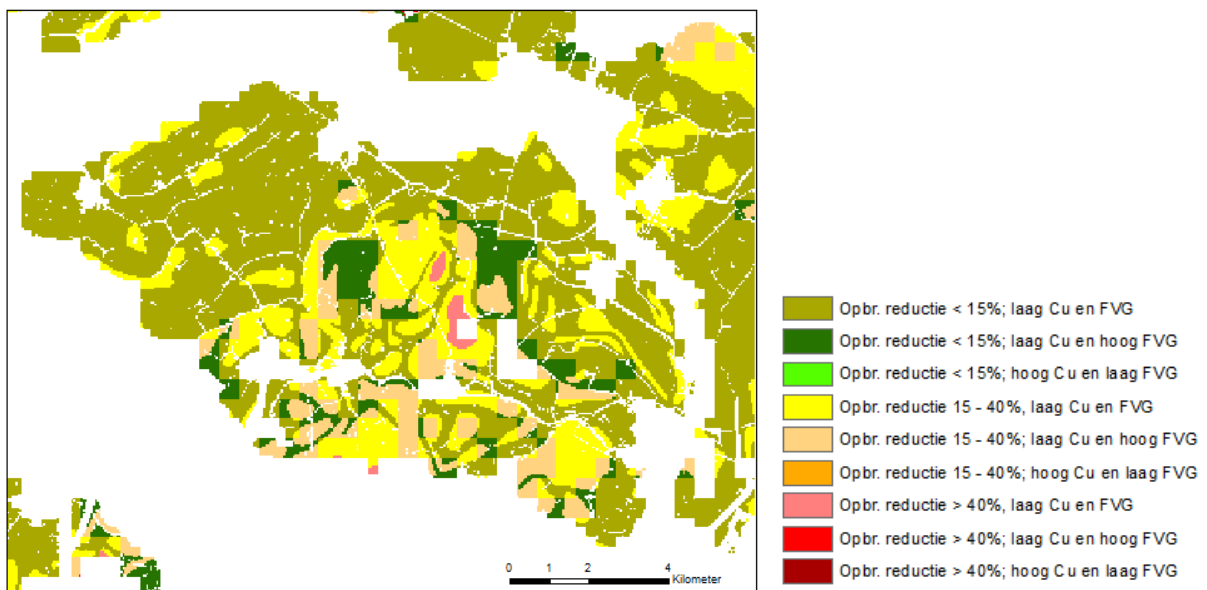 Opbr. reductie < 15%; laag Cu en FVG
Opbr. reductie < 15%; laag Cu en hoog FVG
Opbr. reductie < 15%; hoog Cu en laag FVG
Opbr. reductie 15 - 40%, laag Cu en FVG
Opbr. reductie 15 - 40%; laag Cu en hoog FVG
Opbr. reductie 15 - 40%; hoog Cu en laag FVG
Opbr. reductie > 40%, laag Cu en FVG
Opbr. reductie > 40%; laag Cu en hoog FVG
Opbr. reductie > 40%; hoog Cu en laag FVG
0 1 2 4
Kilometer